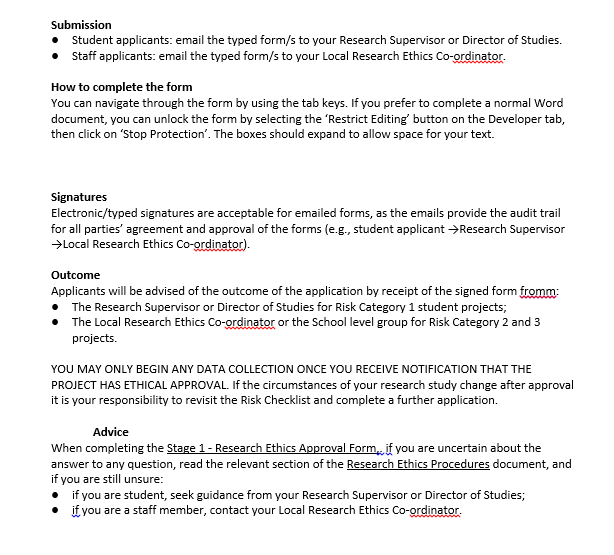 Submission
● Student applicants: email the typed form/s to your Research Supervisor or Director of Studies.
● Staff applicants: email the typed form/s to your Local Research Ethics Co-ordinator.
How to complete the form
You can navigate through the form by using the tab keys. If you prefer to complete a normal Word
document, you can unlock the form by selecting the ‘Restrict Editing’ button on the Developer tab,
then click on ‘Stop Protection’. The boxes should expand to allow space for your text.
Signatures
Electronic/typed signatures are acceptable for emailed forms, as the emails provide the audit trail
for all parties’ agreement and approval of the forms (e.g., student applicant →Research Supervisor
→Local Research Ethics Co-ordinator).
Outcome
Applicants will be advised of the outcome of the application by receipt of the signed form fromm:
● The Research Supervisor or Director of Studies for Risk Category 1 student projects;
● The Local Research Ethics Co-ordinator or the School level group for Risk Category 2 and 3
projects.
YOU MAY ONLY BEGIN ANY DATA COLLECTION ONCE YOU RECEIVE NOTIFICATION THAT THE
PROJECT HAS ETHICAL APPROVAL. If the circumstances of your research study change after approval
it is your responsibility to revisit the Risk Checklist and complete a further application.
Advice
When completing the Stage 1 - Research Ethics Approval Form,, if you are uncertain about the
answer to any question, read the relevant section of the Research Ethics Procedures document, and
if you are still unsure:
● if you are student, seek guidance from your Research Supervisor or Director of Studies;
● if you are a staff member, contact your Local Research Ethics Co-ordinator.